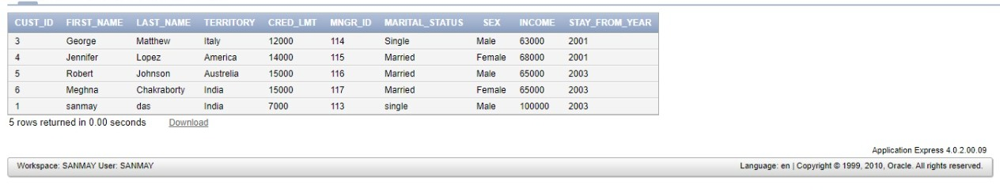 CUST_ID FIRST_NAME LAST_NAME TERRITORY CRED_LMT MNGR_ID MARITAL_STATUS SEX INCOME STAY_FROM_YEAR
3 George Matthew Italy 12000 114 Single Male 63000 2001
4 Jennifer Lopez America 14000 115 Married Female 68000 2001
5 Robert Johnson Austrelia 15000 116 Married Male 65000 2003
6 Meghna Chakraborty India 15000 117 Married Female 65000 2003
1 sanmay das India 7000 113 single Male 100000 2003
5 rows returned in 0.00 seconds Download
Application Express 4.0.2.00.09
Workspace: SANMAY User: SANMAY Language: en | Copyright © 1999, 2010, Oracle. All rights reserved.